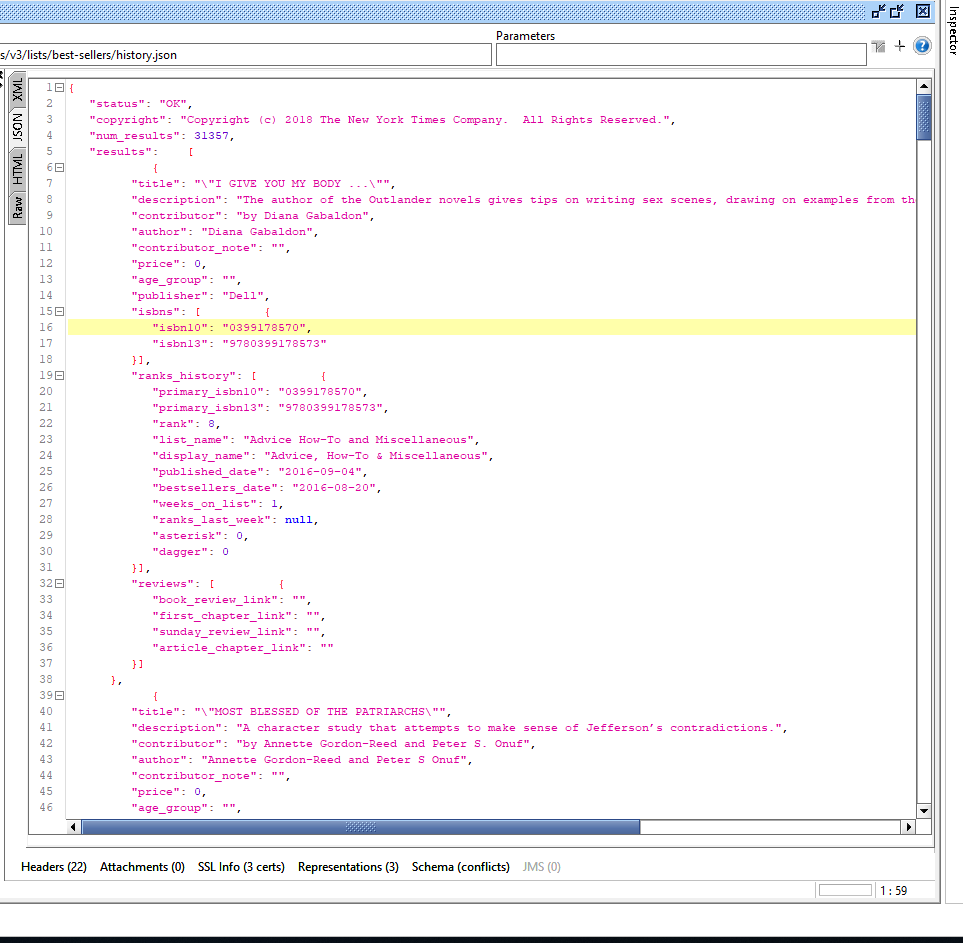 Parameters
s/v3/lists/best-sellers/history.json
Inspector
XML
JSON
HTML
Raw
1 {
2 "status": "OK",
3 "copyright": "Copyright (c) 2018 The New York Times Company.  All Rights Reserved.",
4 "num_results": 31357,
5 "results":    [
6 {
7 "title": "\"I GIVE YOU MY BODY ...\"",
8 "description": "The author of the Outlander novels gives tips on writing sex scenes, drawing on examples from th
9 "contributor": "by Diana Gabaldon",
10 "author": "Diana Gabaldon",
11 "contributor_note": "",
12 "price": 0,
13 "age_group": "",
14 "publisher": "Dell",
15 "isbns": [         {
16 "isbn10": "0399178570",
17 "isbn13": "9780399178573"
18 }],
19 "ranks_history": [         {
20 "primary_isbn10": "0399178570",
21 "primary_isbn13": "9780399178573",
22 "rank": 8,
23 "list_name": "Advice How-To and Miscellaneous",
24 "display_name": "Advice, How-To & Miscellaneous",
25 "published_date": "2016-09-04",
26 "bestsellers_date": "2016-08-20",
27 "weeks_on_list": 1,
28 "ranks_last_week": null,
29 "asterisk": 0,
30 "dagger": 0
31 }],
32 "reviews": [         {
33 "book_review_link": "",
34 "first_chapter_link": "",
35 "sunday_review_link": "",
36 "article_chapter_link": ""
37 }]
38 },
39 {
40 "title": "\"MOST BLESSED OF THE PATRIARCHS\"",
41 "description": "A character study that attempts to make sense of Jefferson’s contradictions.",
42 "contributor": "by Annette Gordon-Reed and Peter S. Onuf",
43 "author": "Annette Gordon-Reed and Peter S Onuf",
44 "contributor_note": "",
45 "price": 0,
46 "age_group": "",
Headers (22) Attachments (0) SSL Info (3 certs) Representations (3) Schema (conflicts) JMS (0)
1 : 59